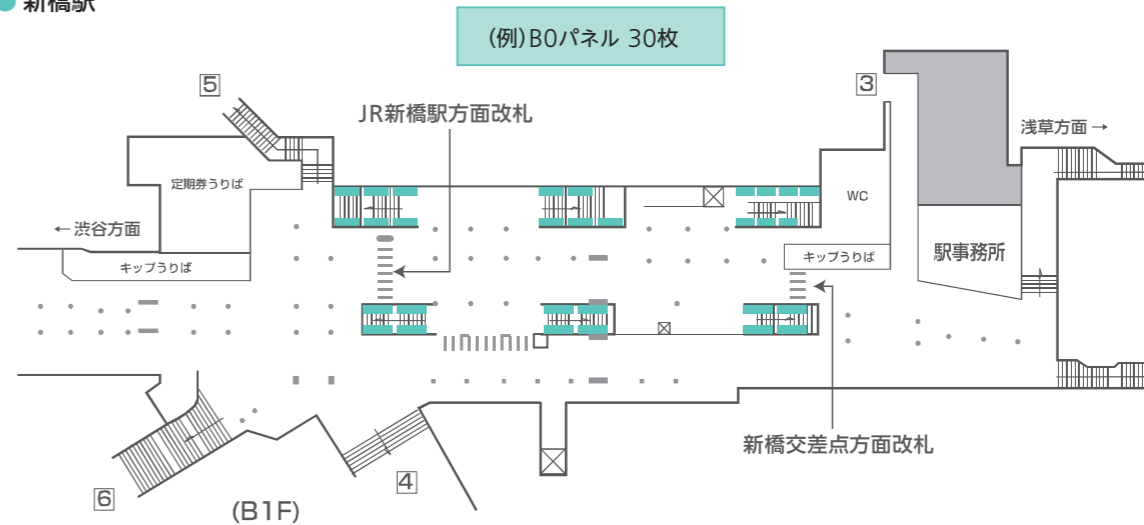 新橋駅
(例)B0パネル 30枚
5
3
JR新橋駅方面改札
浅草方面→
定期券うりば
WC
←渋谷方面
キップうりば
キップうりば
駅事務所
新橋交差点方面改札
6
4
(B1F)